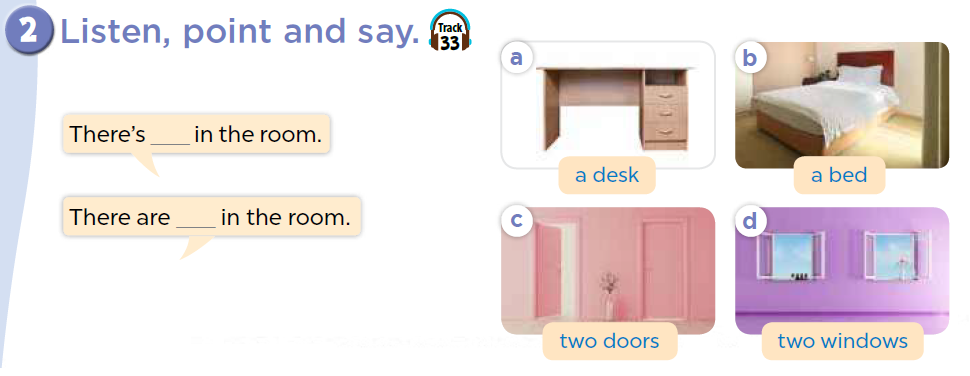 2 Listen, point and say. Track 33
There's ___ in the room.
There are ___ in the room.
a
a desk
b
a bed
c
two doors
d
two windows